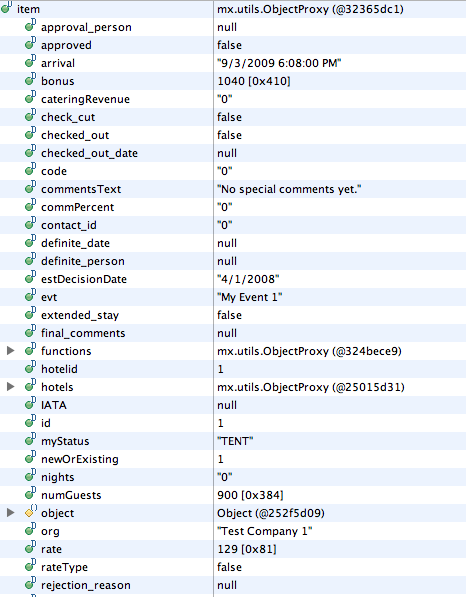 item mx.utils.ObjectProxy (@32365dc1)
approval_person null
approved false
arrival "9/3/2009 6:08:00 PM"
bonus 1040 [0x410]
cateringRevenue "0"
check_cut false
checked_out false
checked_out_date null
code "0"
commentsText "No special comments yet."
commPercent "0"
contact_id "0"
definite_date null
definite_person null
estDecisionDate "4/1/2008"
evt "My Event 1"
extended_stay false
final_comments null
functions mx.utils.ObjectProxy (@324bece9)
hotelid 1
hotels mx.utils.ObjectProxy (@25015d31)
IATA null
id 1
myStatus "TENT"
newOrExisting 1
nights "0"
numGuests 900 [0x384]
object Object (@252f5d09)
org "Test Company 1"
rate 129 [0x81]
rateType false
rejection_reason null